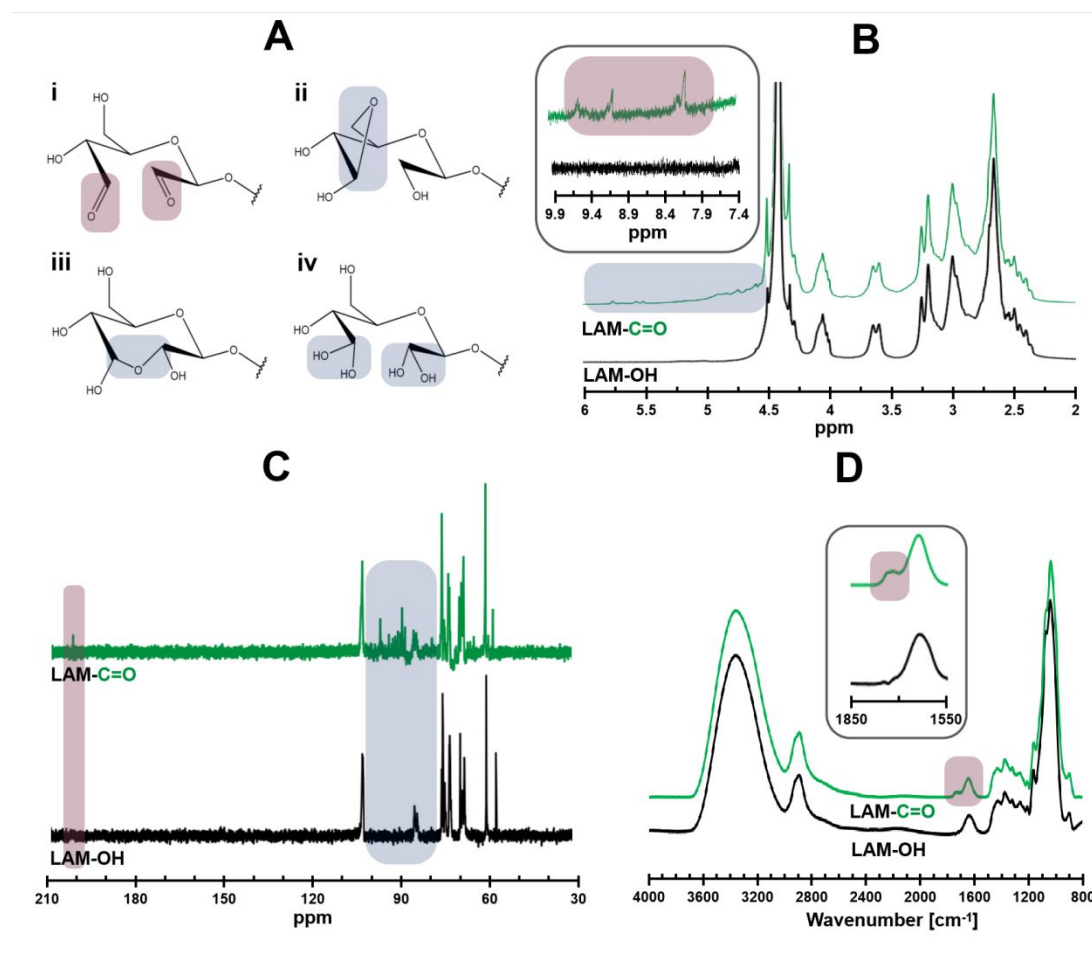 A
i
HO
HO
O
O
O
O
ii
O
HO
O
O
HO
OH
iii
HO
HO
O
O
O
HO
OH
iv
HO
HO
O
O
HO
HO
HO
OH
B
9.9 9.4 8.9 8.4 7.9 7.4
ppm
LAM-C=O
LAM-OH
6 5.5 5 4.5 4 3.5 3 2.5 2
ppm
C
LAM-C=O
LAM-OH
210 150 90 60 30
ppm
D
1850 1550
LAM-C=O
LAM-OH
4000 3600 3200 2800 2400 2000 1600 1200 800
Wavenumber [cm-1]